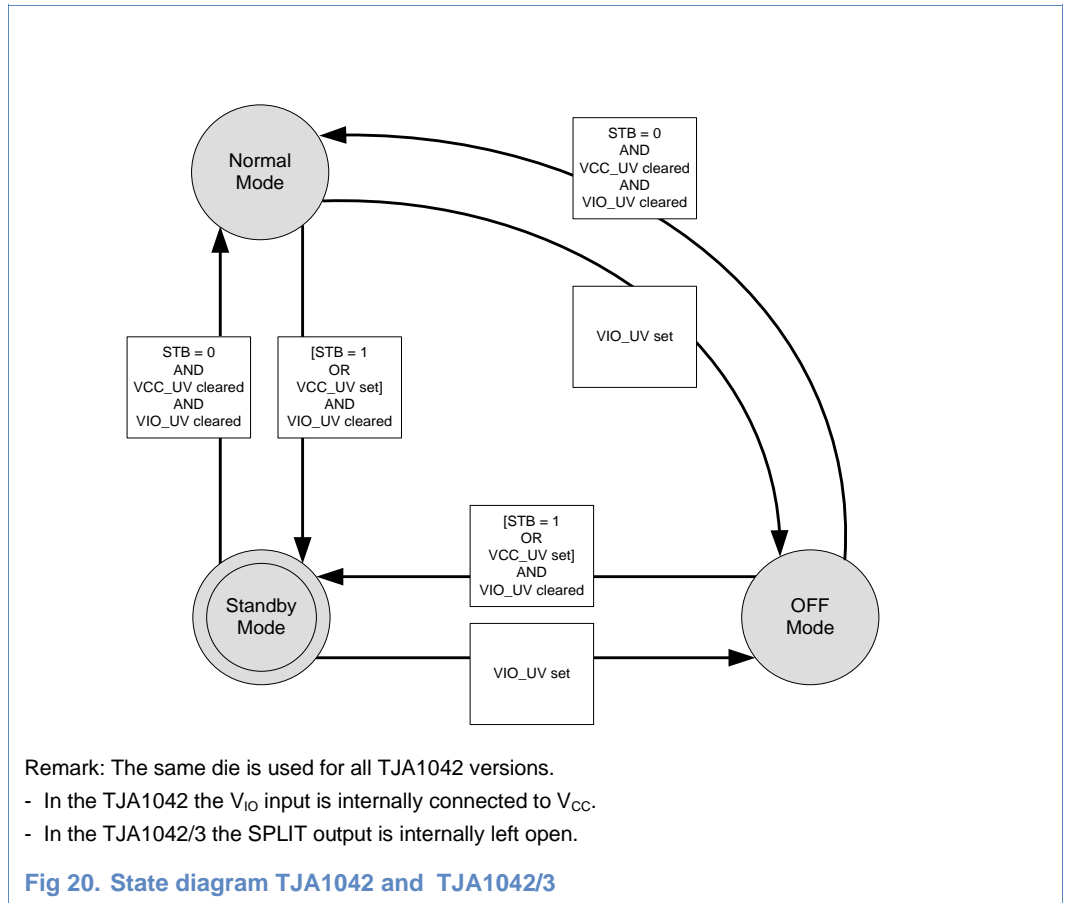 Normal
Mode
STB = 0
AND
VCC_UV cleared
AND
VIO_UV cleared
VIO_UV set
STB = 0
AND
VCC_UV cleared
AND
VIO_UV cleared
[STB = 1
OR
VCC_UV set]
AND
VIO_UV cleared
[STB = 1
OR
VCC_UV set]
AND
VIO_UV cleared
Standby
Mode
OFF
Mode
VIO_UV set
Remark: The same die is used for all TJA1042 versions.
- In the TJA1042 the VIO input is internally connected to VCC.
- In the TJA1042/3 the SPLIT output is internally left open.
Fig 20. State diagram TJA1042 and TJA1042/3